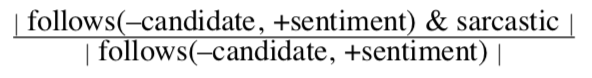 | follows(–candidate, +sentiment) & sarcastic |
| follows(–candidate, +sentiment) |